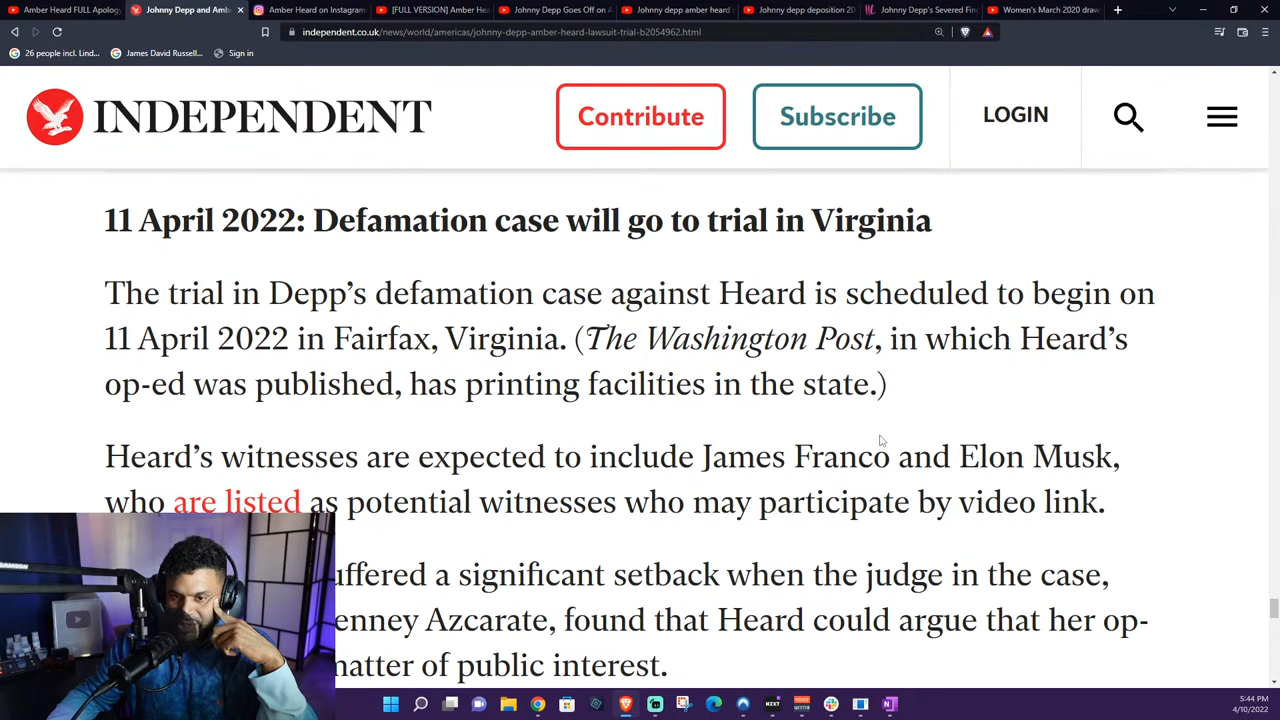 Amber Heard FULL Apology
Johnny Depp and Amb
Amber Heard on Instagram
[FULL VERSION] Amber Hea
Johnny Depp Goes Off on A
Johnny depp amber heard s
Johnny depp deposition 20
Johnny Depp's Severed Fin
Women's March 2020 draw
independent.co.uk/news/world/americas/johnny-depp-amber-heard-lawsuit-trial-b2054962.html
26 people incl. Lind...
James David Russell...
Sign in
INDEPENDENT
Contribute
Subscribe
LOGIN
11 April 2022: Defamation case will go to trial in Virginia
The trial in Depp's defamation case against Heard is scheduled to begin on
11 April 2022 in Fairfax, Virginia. (The Washington Post, in which Heard's
op-ed was published, has printing facilities in the state.)
Heard's witnesses are expected to include James Franco and Elon Musk,
who are listed as potential witnesses who may participate by video link.
uffered a significant setback when the judge in the case,
enney Azcarate, found that Heard could argue that her op-
matter of public interest.
SAMSON
5:44 PM
4/10/2022